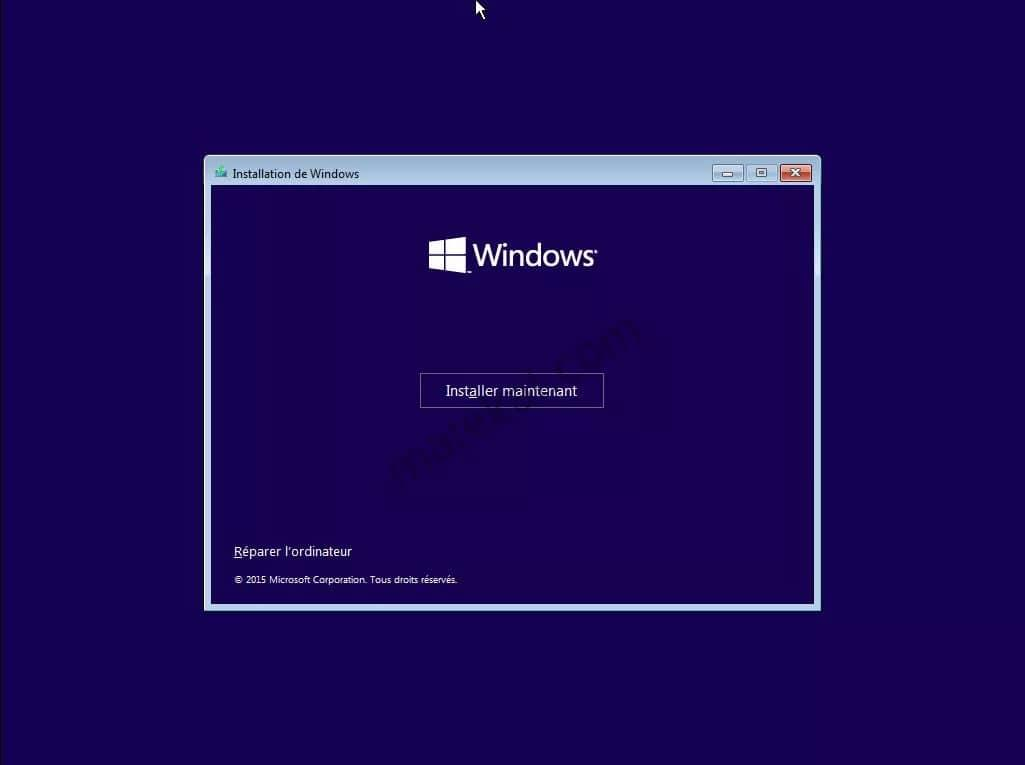 Installation de Windows
Windows
Installer maintenant
Réparer l'ordinateur
© 2015 Microsoft Corporation. Tous droits réservés.